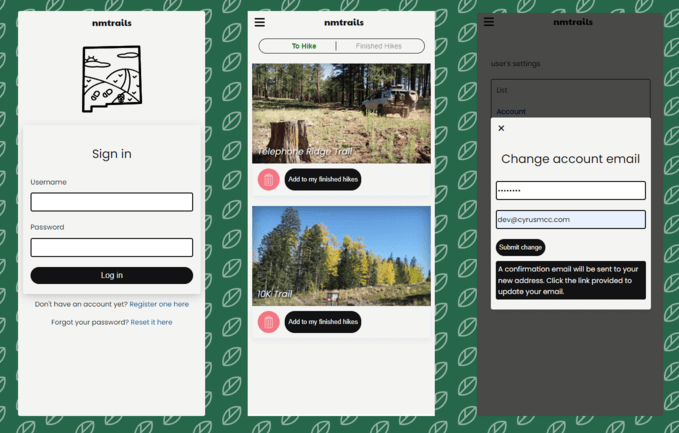 nmtrails
Sign in
Username
Password
Log in
Don't have an account yet? Register one here
Forgot your password? Reset it here
nmtrails
To Hike | Finished Hikes
Telephone Ridge Trail
Add to my finished hikes
10K Trail
Add to my finished hikes
nmtrails
user's settings
List
Account
×
Change account email
••••••••
dev@cyrusmcc.com
Submit change
A confirmation email will be sent to your
new address. Click the link provided to
update your email.